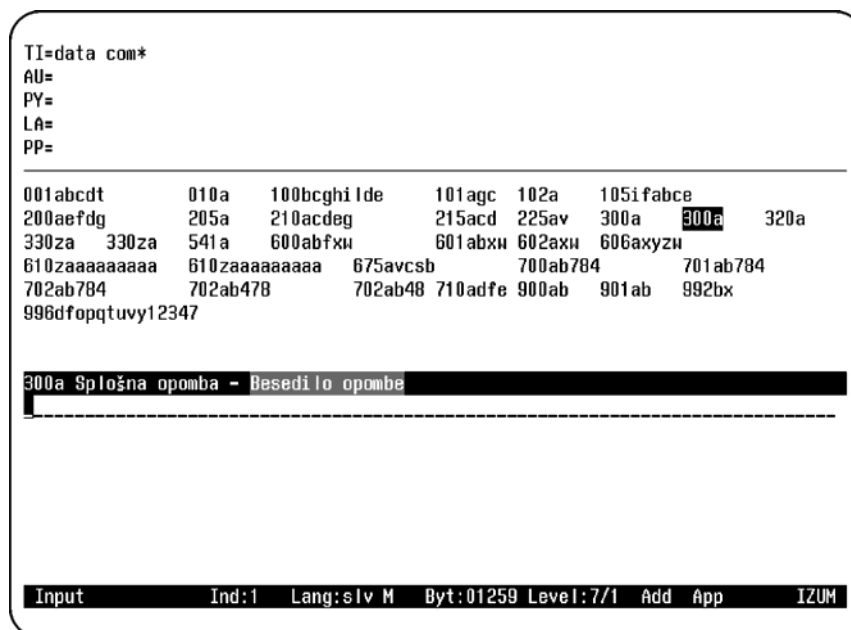 TI=data com*
AU=
PY=
LA=
PP=
001abcdt 010a 100bcghilde 101agc 102a 105ifabce
200aefdg 205a 210acdeg 215acd 225av 300a 300a 320a
330za 330za 541a 600abfxw 601abxw 602axw 606axyzw
610zaaaaaaaaaa 610zaaaaaaaaaa 675avcsb 700ab784 701ab784
702ab784 702ab478 702ab48 710adfe 900ab 901ab 992bx
996dfopqtuvy12347
300a Splošna opomba - Besedilo opombe
Input Ind:1 Lang:slv M Byt:01259 Level:7/1 Add App IZUM